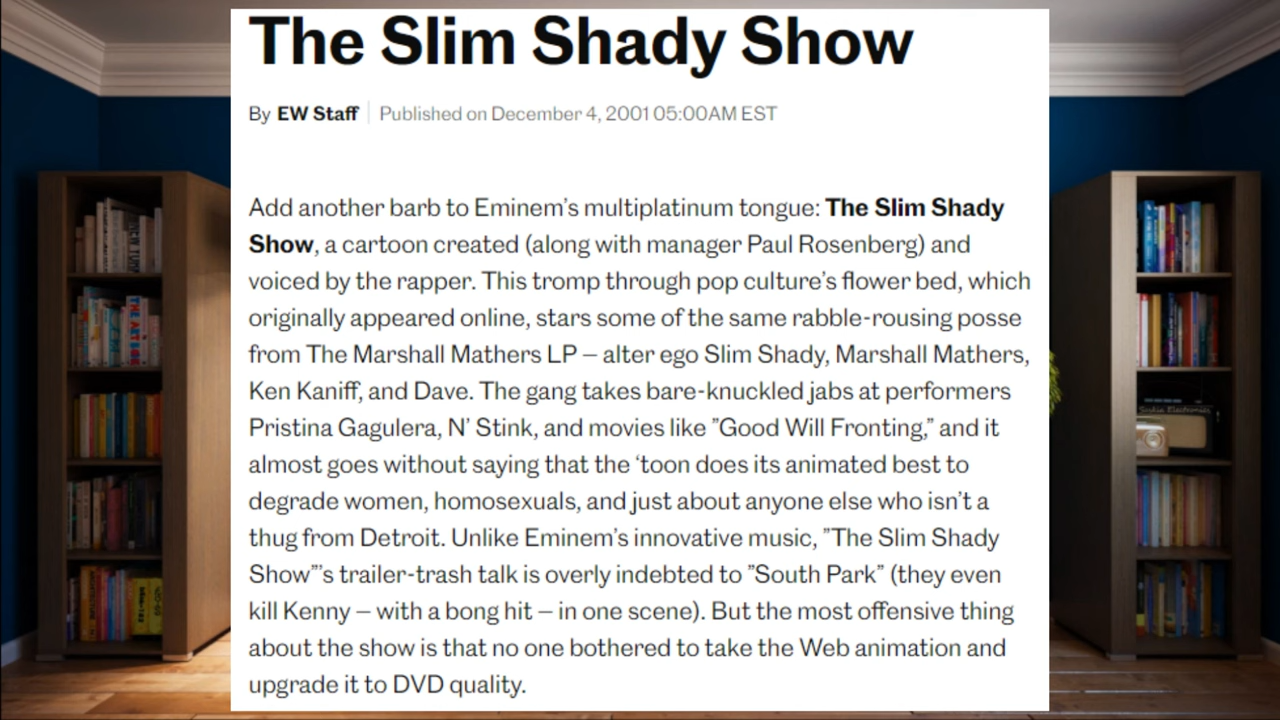 The Slim Shady Show
By EW Staff Published on December 4, 2001 05:00AM EST
Add another barb to Eminem's multiplatinum tongue: The Slim Shady
Show, a cartoon created (along with manager Paul Rosenberg) and
voiced by the rapper. This tromp through pop culture's flower bed, which
originally appeared online, stars some of the same rabble-rousing posse
from The Marshall Mathers LP – alter ego Slim Shady, Marshall Mathers,
Ken Kaniff, and Dave. The gang takes bare-knuckled jabs at performers
Pristina Gagulera, N' Stink, and movies like ”Good Will Fronting,” and it
almost goes without saying that the ‘toon does its animated best to
degrade women, homosexuals, and just about anyone else who isn't a
thug from Detroit. Unlike Eminem's innovative music, ”The Slim Shady
Show”'s trailer-trash talk is overly indebted to ”South Park” (they even
kill Kenny – with a bong hit – in one scene). But the most offensive thing
about the show is that no one bothered to take the Web animation and
upgrade it to DVD quality.